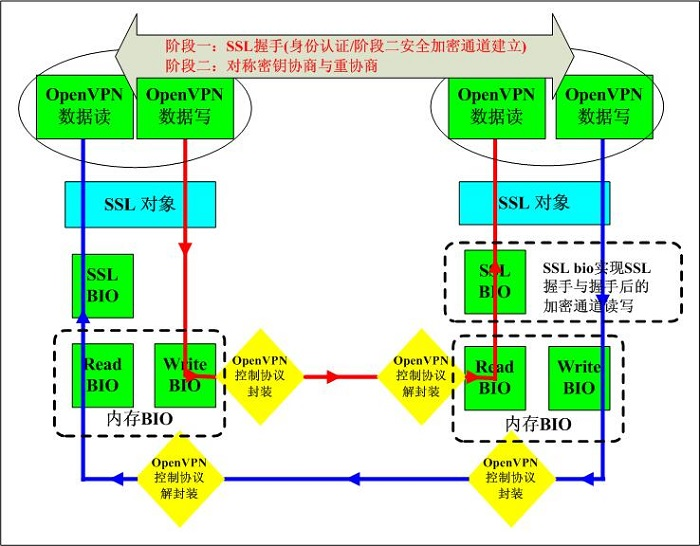 阶段一：SSL握手(身份认证/阶段二安全加密通道建立)
阶段二：对称密钥协商与重协商
OpenVPN
数据读
OpenVPN
数据写
OpenVPN
数据读
OpenVPN
数据写
SSL 对象
SSL 对象
SSL
BIO
SSL
BIO
SSL bio实现SSL
握手与握手后的
加密通道读写
Read
BIO
Write
BIO
内存BIO
OpenVPN
控制协议
封装
OpenVPN
控制协议
解封装
Read
BIO
Write
BIO
内存BIO
OpenVPN
控制协议
解封装
OpenVPN
控制协议
封装